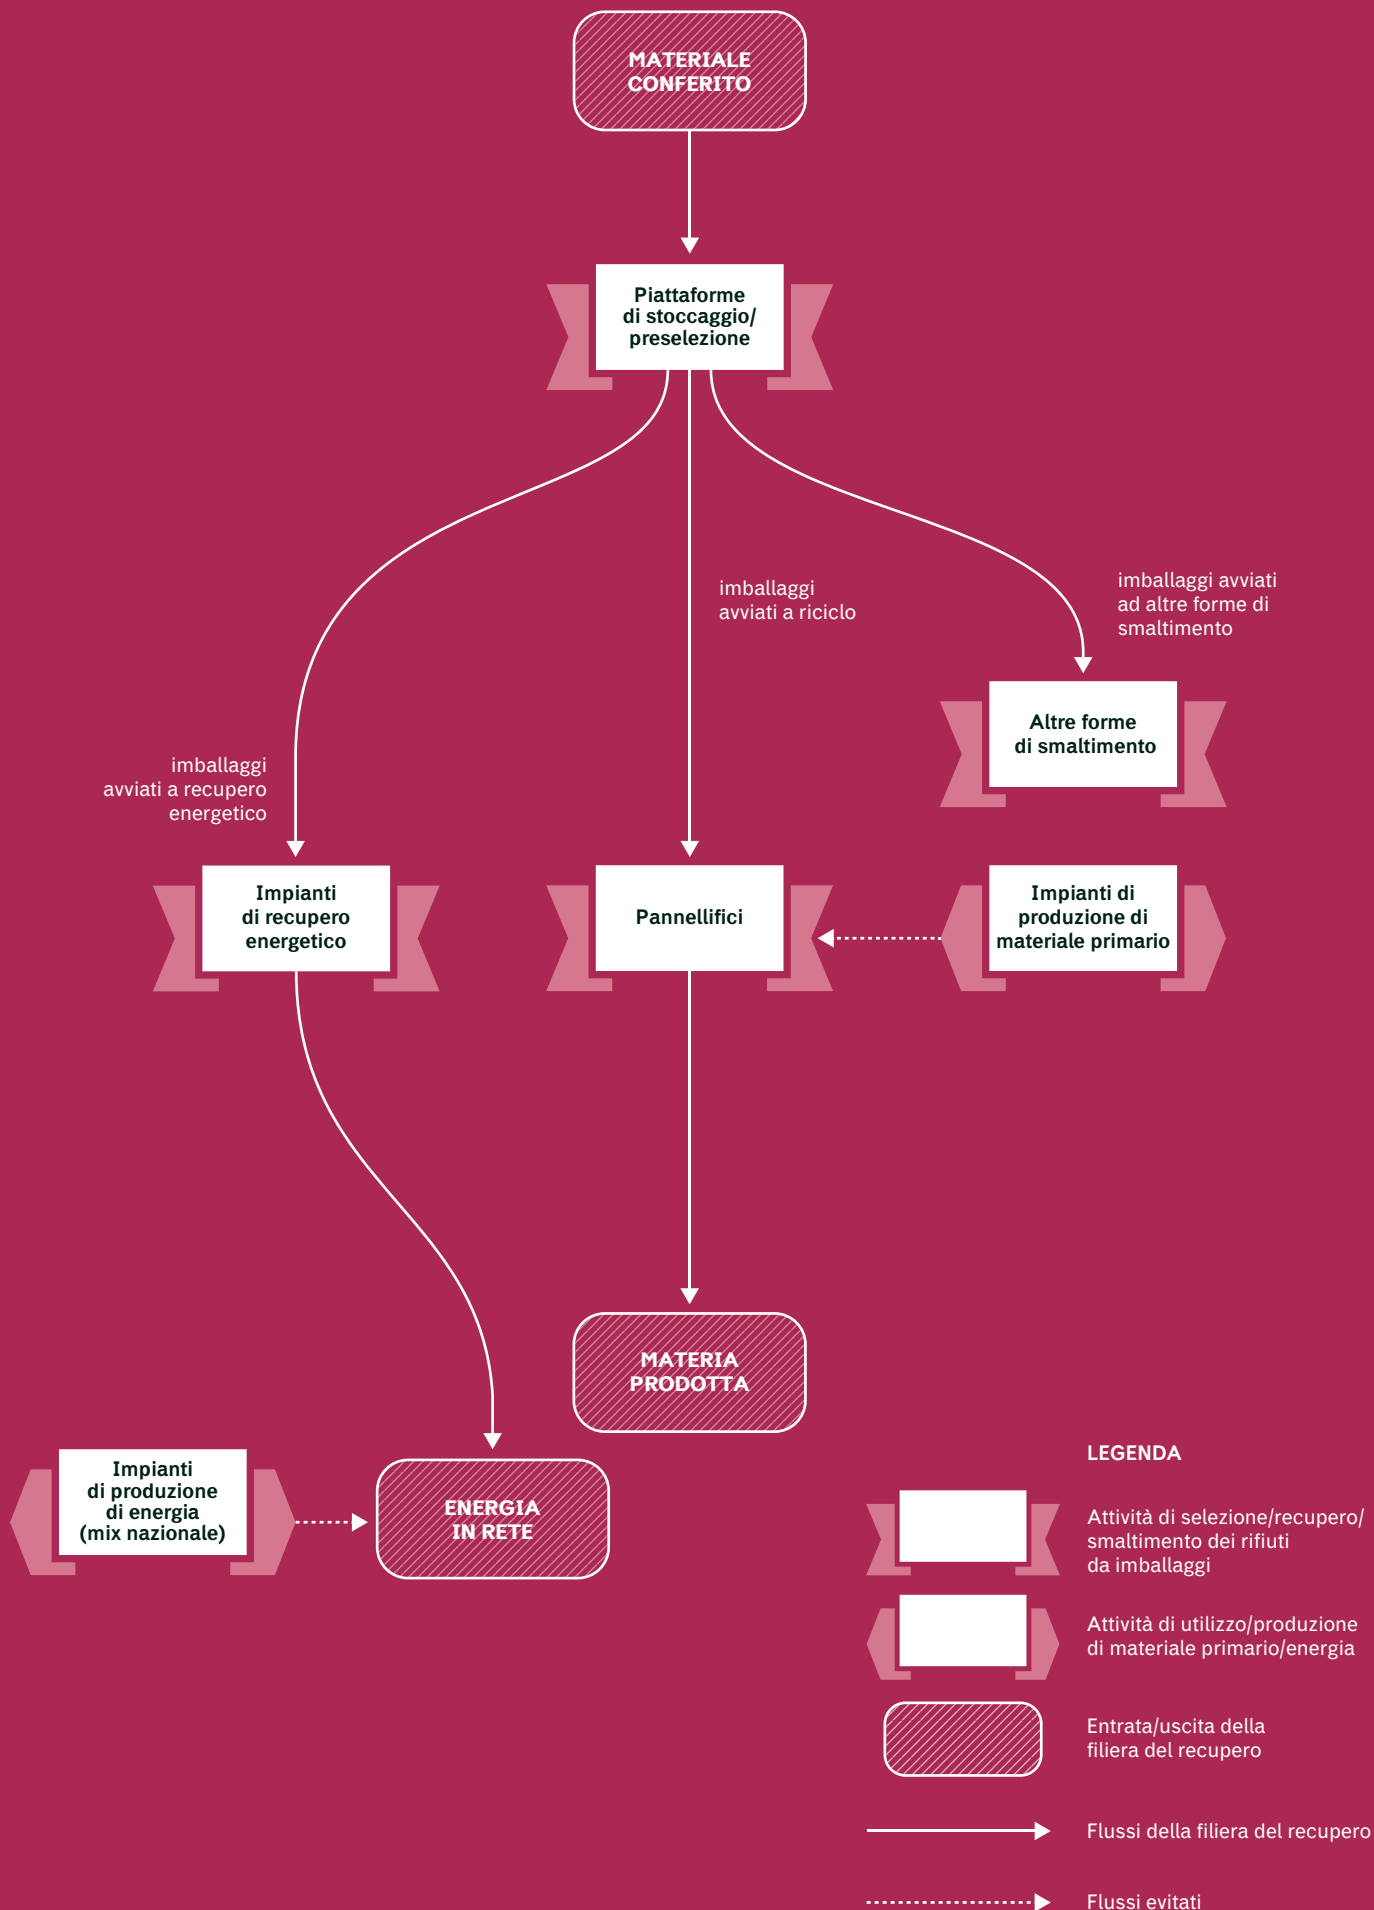 MATERIALE
CONFERITO
Piattaforme
di stoccaggio/
preselezione
imballaggi
avviati a riciclo
imballaggi avviati
ad altre forme di
smaltimento
Altre forme
di smaltimento
imballaggi
avviati a recupero
energetico
Impianti
di recupero
energetico
Pannellifici
Impianti di
produzione di
materiale primario
MATERIA
PRODOTTA
Impianti
di produzione
di energia
(mix nazionale)
ENERGIA
IN RETE
LEGENDA
Attività di selezione/recupero/
smaltimento dei rifiuti
da imballaggi
Attività di utilizzo/produzione
di materiale primario/energia
Entrata/uscita della
filiera del recupero
Flussi della filiera del recupero
Flussi evitati